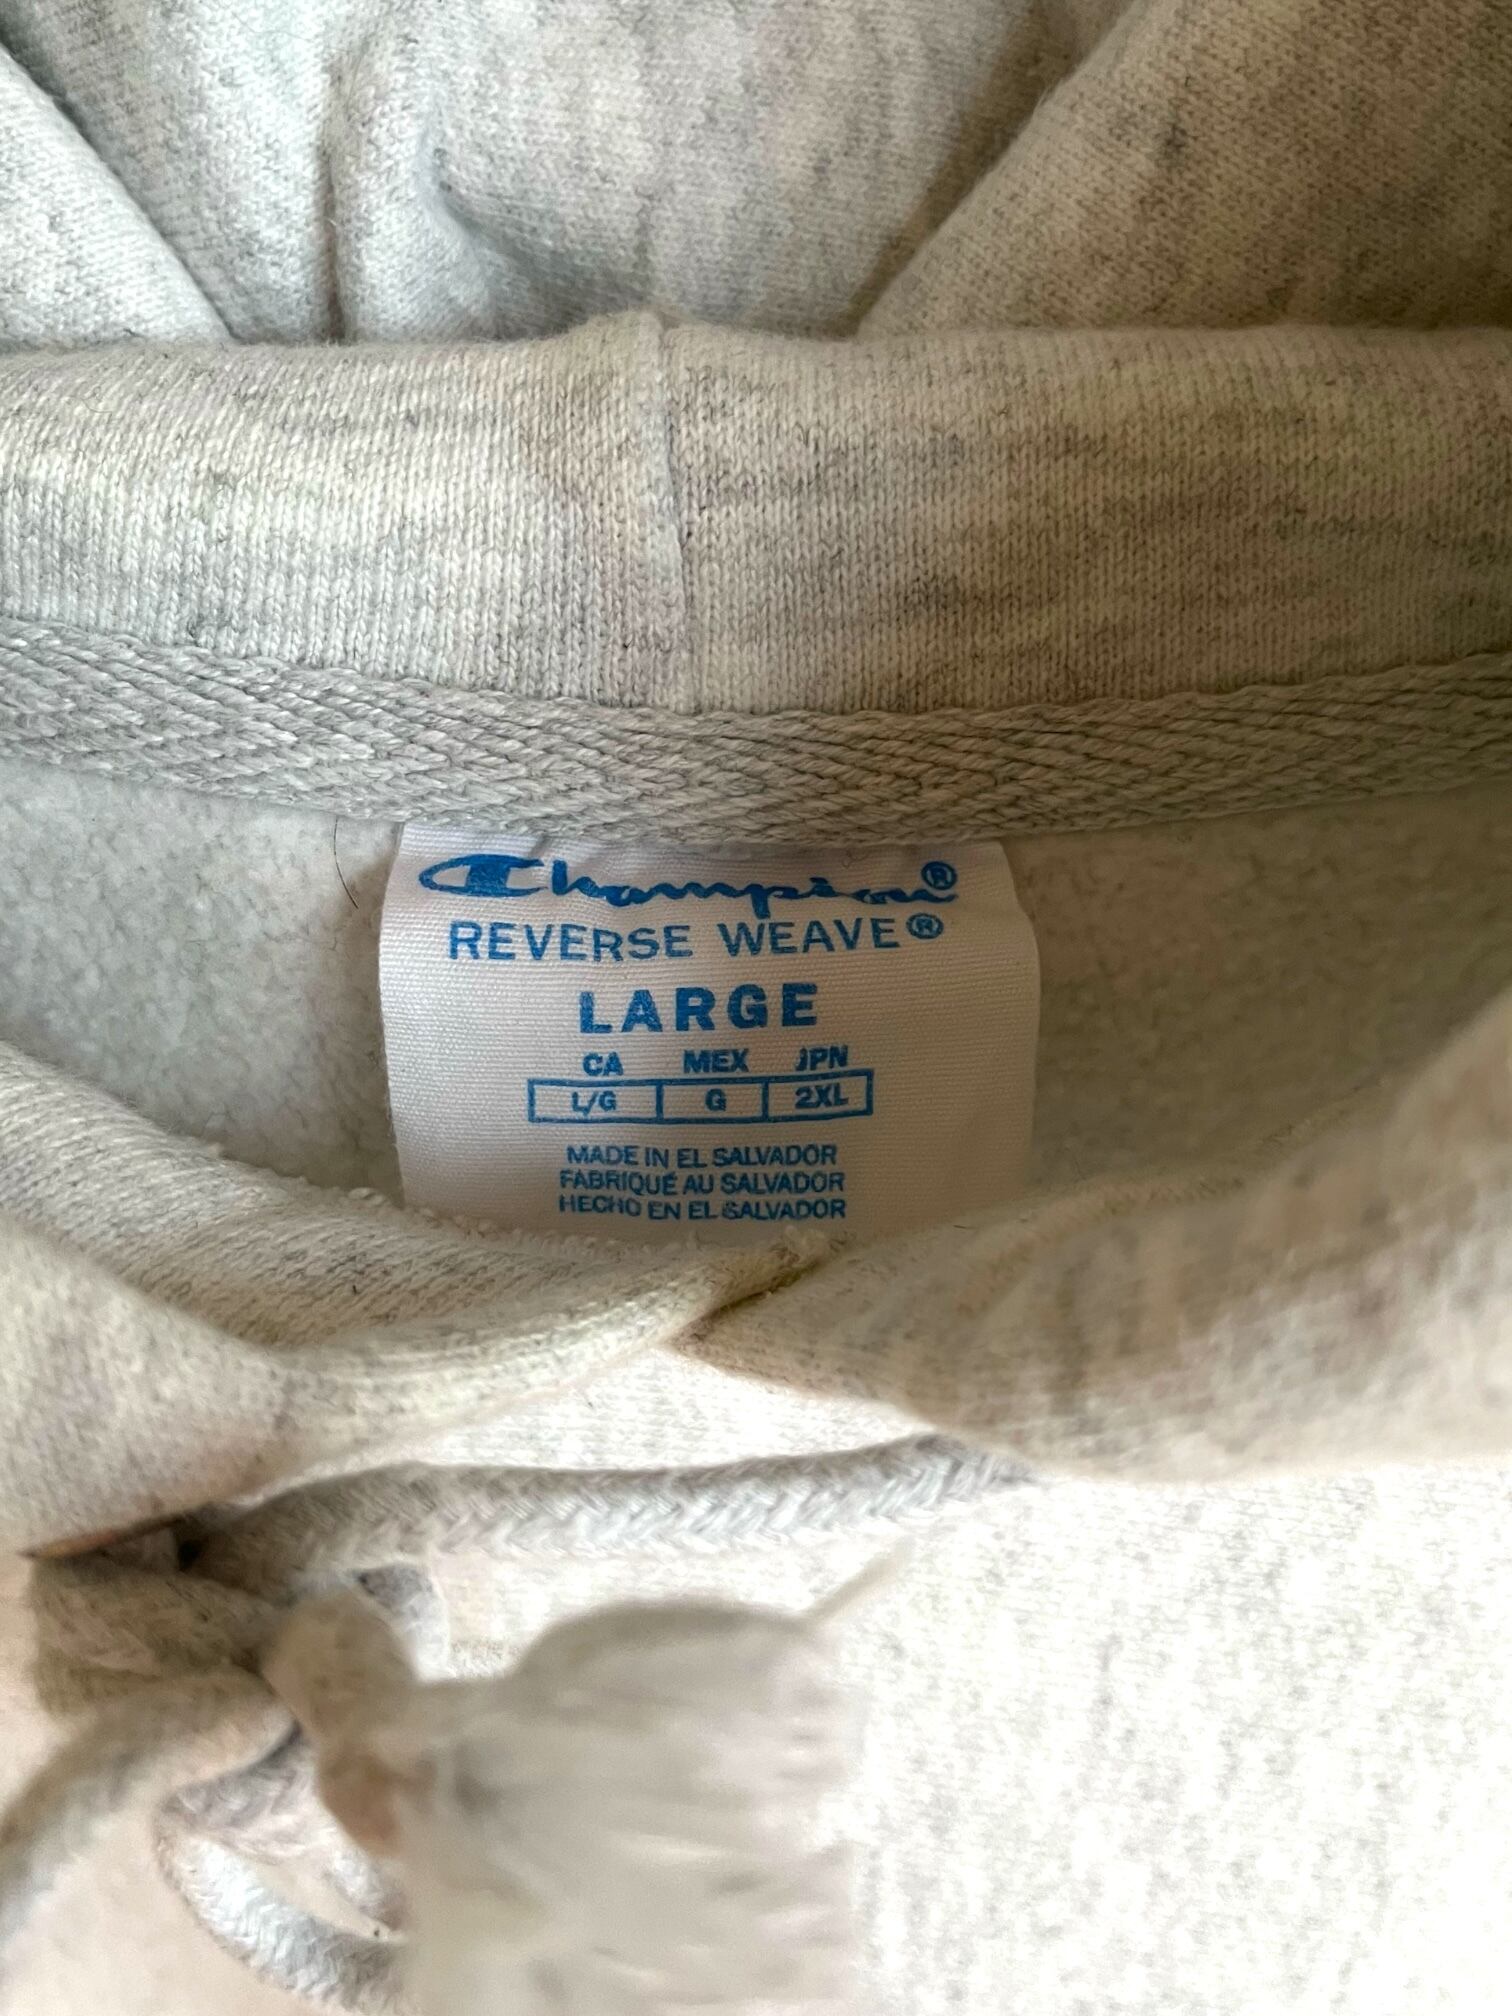 Champion®
REVERSE WEAVE®
LARGE
CA MEX JPN
L/G G 2XL
MADE IN EL SALVADOR
FABRIQUÉ AU SALVADOR
HECHO EN EL SALVADOR